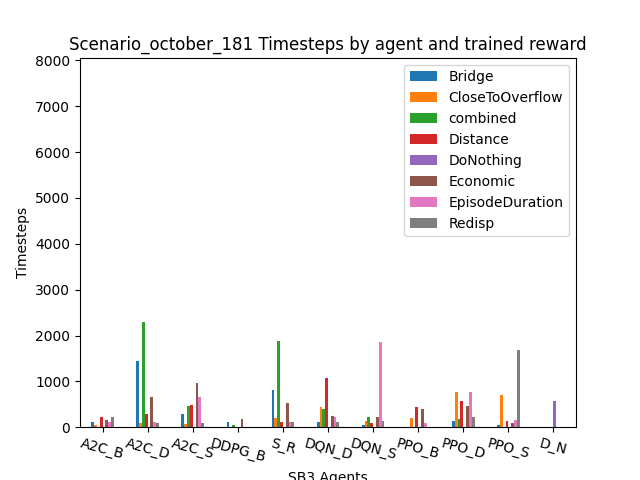 Scenario_october_181 Timesteps by agent and trained reward
8000
7000
6000
5000
4000
3000
2000
1000
0
Timesteps
Bridge
CloseToOverflow
combined
Distance
DoNothing
Economic
EpisodeDuration
Redisp
A2C_B
A2C_D
A2C_S
DDPG_B
S_R
DQN_D
DQN_S
PPO_B
PPO_D
PPO_S
D_N
SB3 Agents